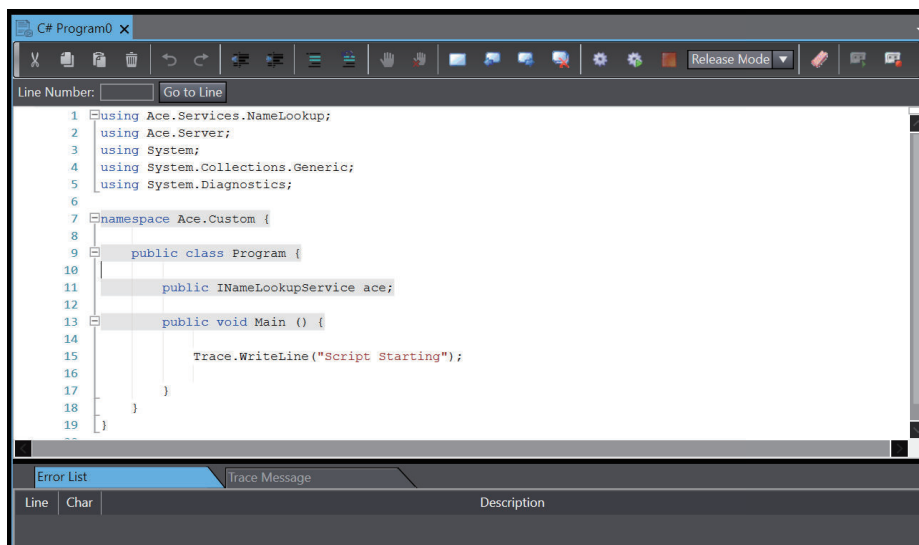 C# Program0
Release Mode
Line Number:
Go to Line
1 using Ace.Services.NameLookup;
2 using Ace.Server;
3 using System;
4 using System.Collections.Generic;
5 using System.Diagnostics;
6
7 namespace Ace.Custom {
8
9 public class Program {
10
11 public INameLookupService ace;
12
13 public void Main () {
14
15 Trace.WriteLine("Script Starting");
16
17 }
18 }
19 }
Error List Trace Message
Line Char Description